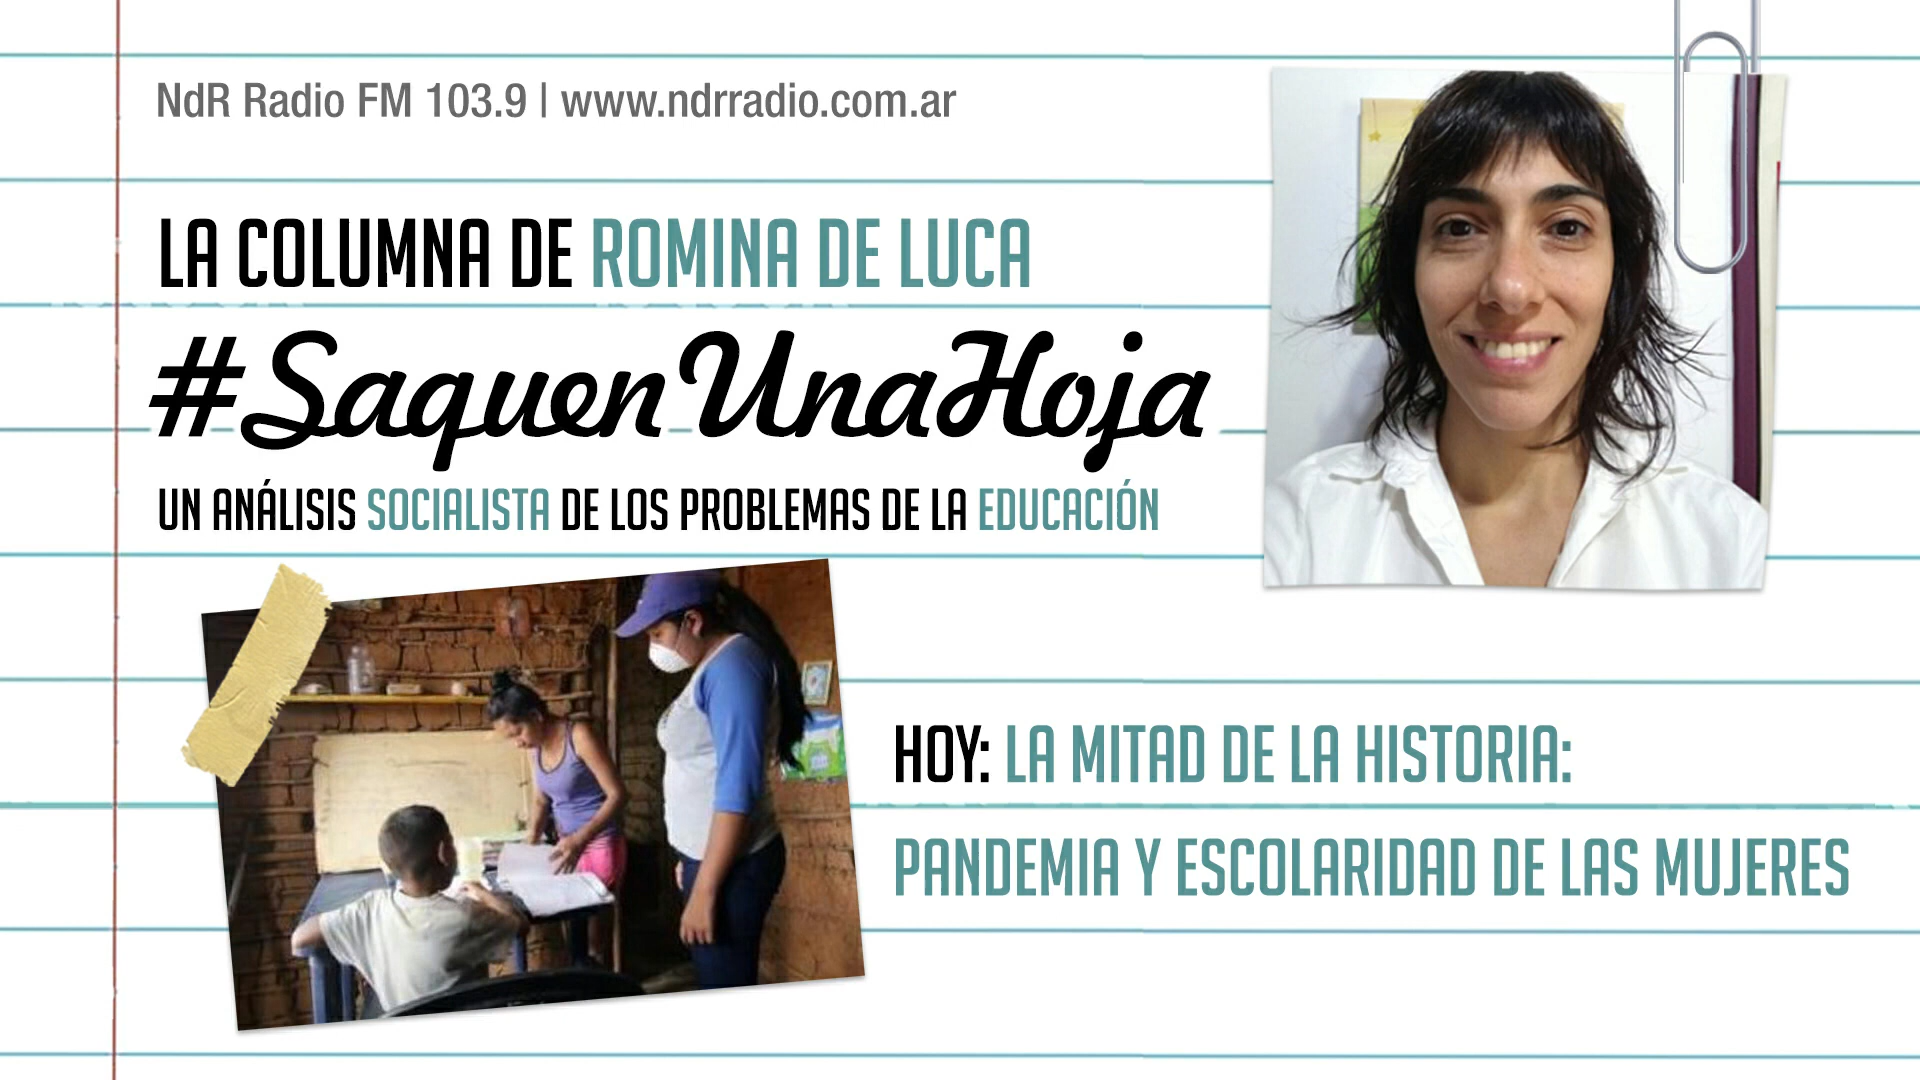 NdR Radio FM 103.9 | www.ndrradio.com.ar
LA COLUMNA DE ROMINA DE LUCA
#SaquenUnaHoja
UN ANÁLISIS SOCIALISTA DE LOS PROBLEMAS DE LA EDUCACIÓN
HOY: LA MITAD DE LA HISTORIA:
PANDEMIA Y ESCOLARIDAD DE LAS MUJERES